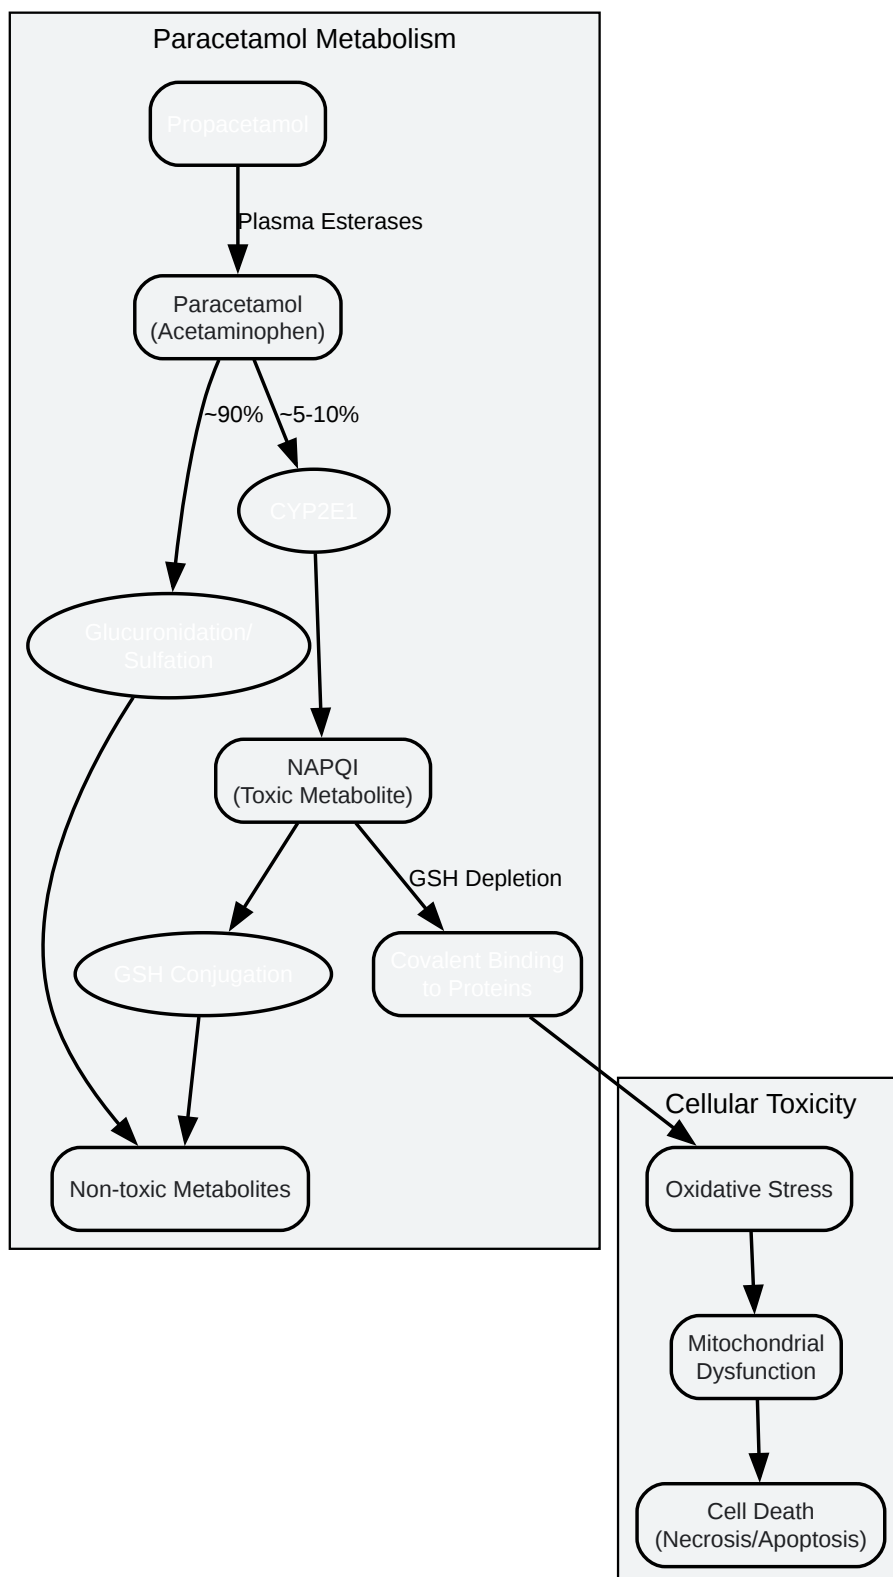 Paracetamol Metabolism
Propacetamol
Plasma Esterases
Paracetamol
(Acetaminophen)
~90%
~5-10%
CYP2E1
Glucuronidation/
Sulfation
NAPQI
(Toxic Metabolite)
GSH Depletion
GSH Conjugation
Covalent Binding
to Proteins
Cellular Toxicity
Non-toxic Metabolites
Oxidative Stress
Mitochondrial
Dysfunction
Cell Death
(Necrosis/Apoptosis)